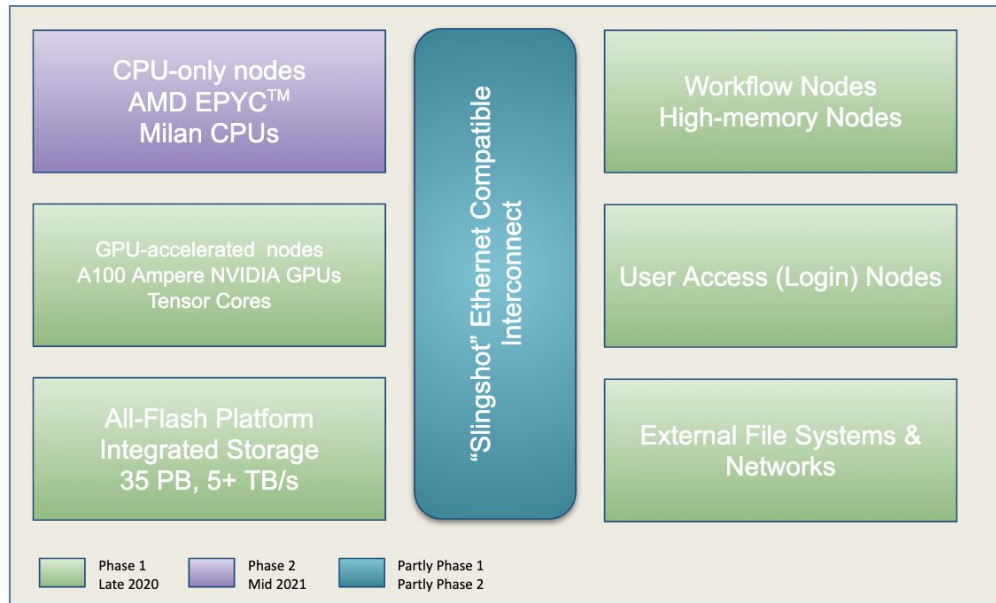 CPU-only nodes
AMD EPYC™
Milan CPUs
GPU-accelerated nodes
A100 Ampere NVIDIA GPUs
Tensor Cores
All-Flash Platform
Integrated Storage
35 PB, 5+ TB/s
“Slingshot” Ethernet Compatible
Interconnect
Workflow Nodes
High-memory Nodes
User Access (Login) Nodes
External File Systems &
Networks
Phase 1
Late 2020
Phase 2
Mid 2021
Partly Phase 1
Partly Phase 2